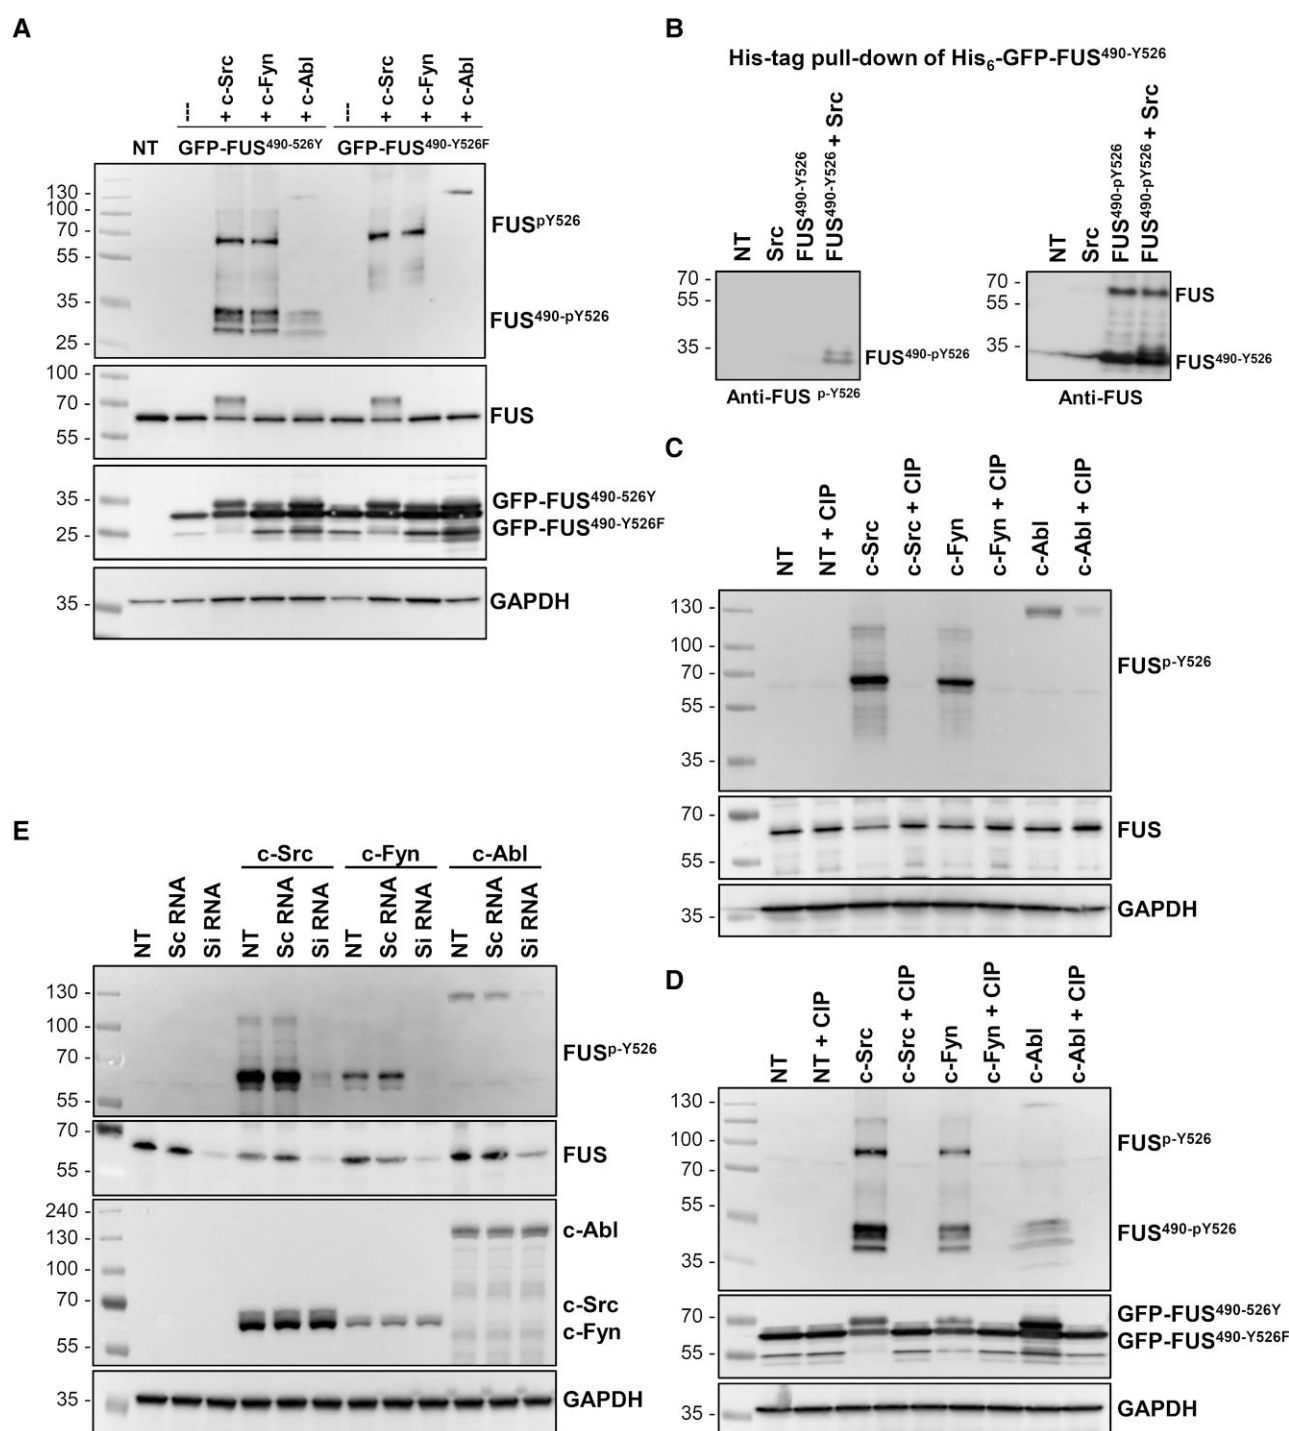 A
---
+ c-Src
+ c-Fyn
+ c-Abl
---
+ c-Src
+ c-Fyn
+ c-Abl
NT
GFP-FUS490-526Y
GFP-FUS490-Y526F
130 -
100 -
70 -
55 -
35 -
25 -
FUSpY526
FUS490-pY526
100 -
70 -
55 -
FUS
35 -
25 -
GFP-FUS490-526Y
GFP-FUS490-Y526F
35 -
GAPDH
B
His-tag pull-down of His6-GFP-FUS490-Y526
NT
Src
FUS490-Y526
FUS490-Y526 + Src
70 -
55 -
35 -
FUS490-pY526
Anti-FUS p-Y526
NT
Src
FUS490-pY526
FUS490-pY526 + Src
70 -
55 -
35 -
FUS
FUS490-Y526
Anti-FUS
C
NT
NT + CIP
c-Src
c-Src + CIP
c-Fyn
c-Fyn + CIP
c-Abl
c-Abl + CIP
130 -
100 -
70 -
55 -
35 -
FUSp-Y526
70 -
55 -
FUS
35 -
GAPDH
E
c-Src
c-Fyn
c-Abl
NT
Sc RNA
Si RNA
NT
Sc RNA
Si RNA
NT
Sc RNA
Si RNA
NT
Sc RNA
Si RNA
130 -
100 -
70 -
55 -
FUSp-Y526
70 -
55 -
FUS
240 -
130 -
100 -
70 -
55 -
c-Abl
c-Src
c-Fyn
35 -
GAPDH
D
NT
NT + CIP
c-Src
c-Src + CIP
c-Fyn
c-Fyn + CIP
c-Abl
c-Abl + CIP
130 -
100 -
70 -
55 -
35 -
FUSp-Y526
FUS490-pY526
70 -
55 -
GFP-FUS490-526Y
GFP-FUS490-Y526F
35 -
GAPDH